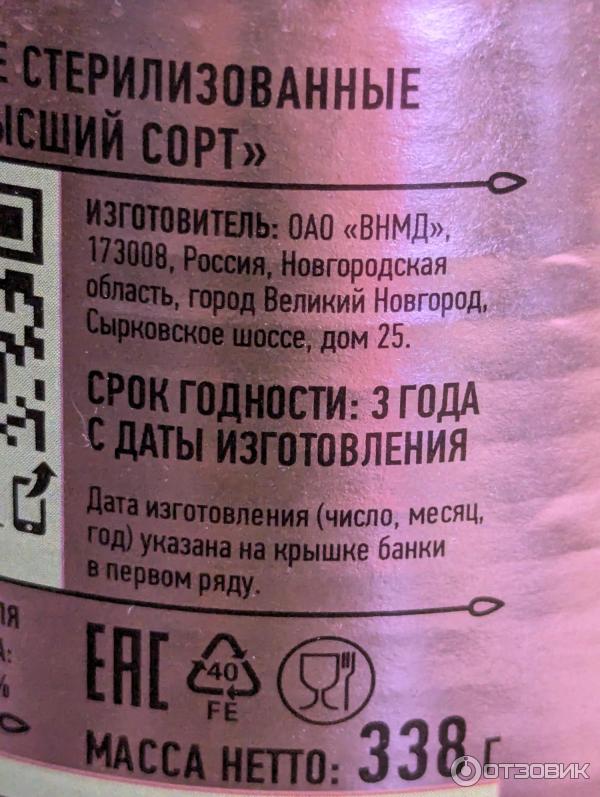 Е СТЕРИЛИЗОВАННЫЕ
ЫСШИЙ СОРТ»
ИЗГОТОВИТЕЛЬ: ОАО «ВНМД»,
173008, Россия, Новгородская
область, город Великий Новгород,
Сырковское шоссе, дом 25.
СРОК ГОДНОСТИ: 3 ГОДА
С ДАТЫ ИЗГОТОВЛЕНИЯ
Дата изготовления (число, месяц,
год) указана на крышке банки
в первом ряду.
ЕАС
40
FE
МАССА НЕТТО: 338 г
ОТЗОВИК